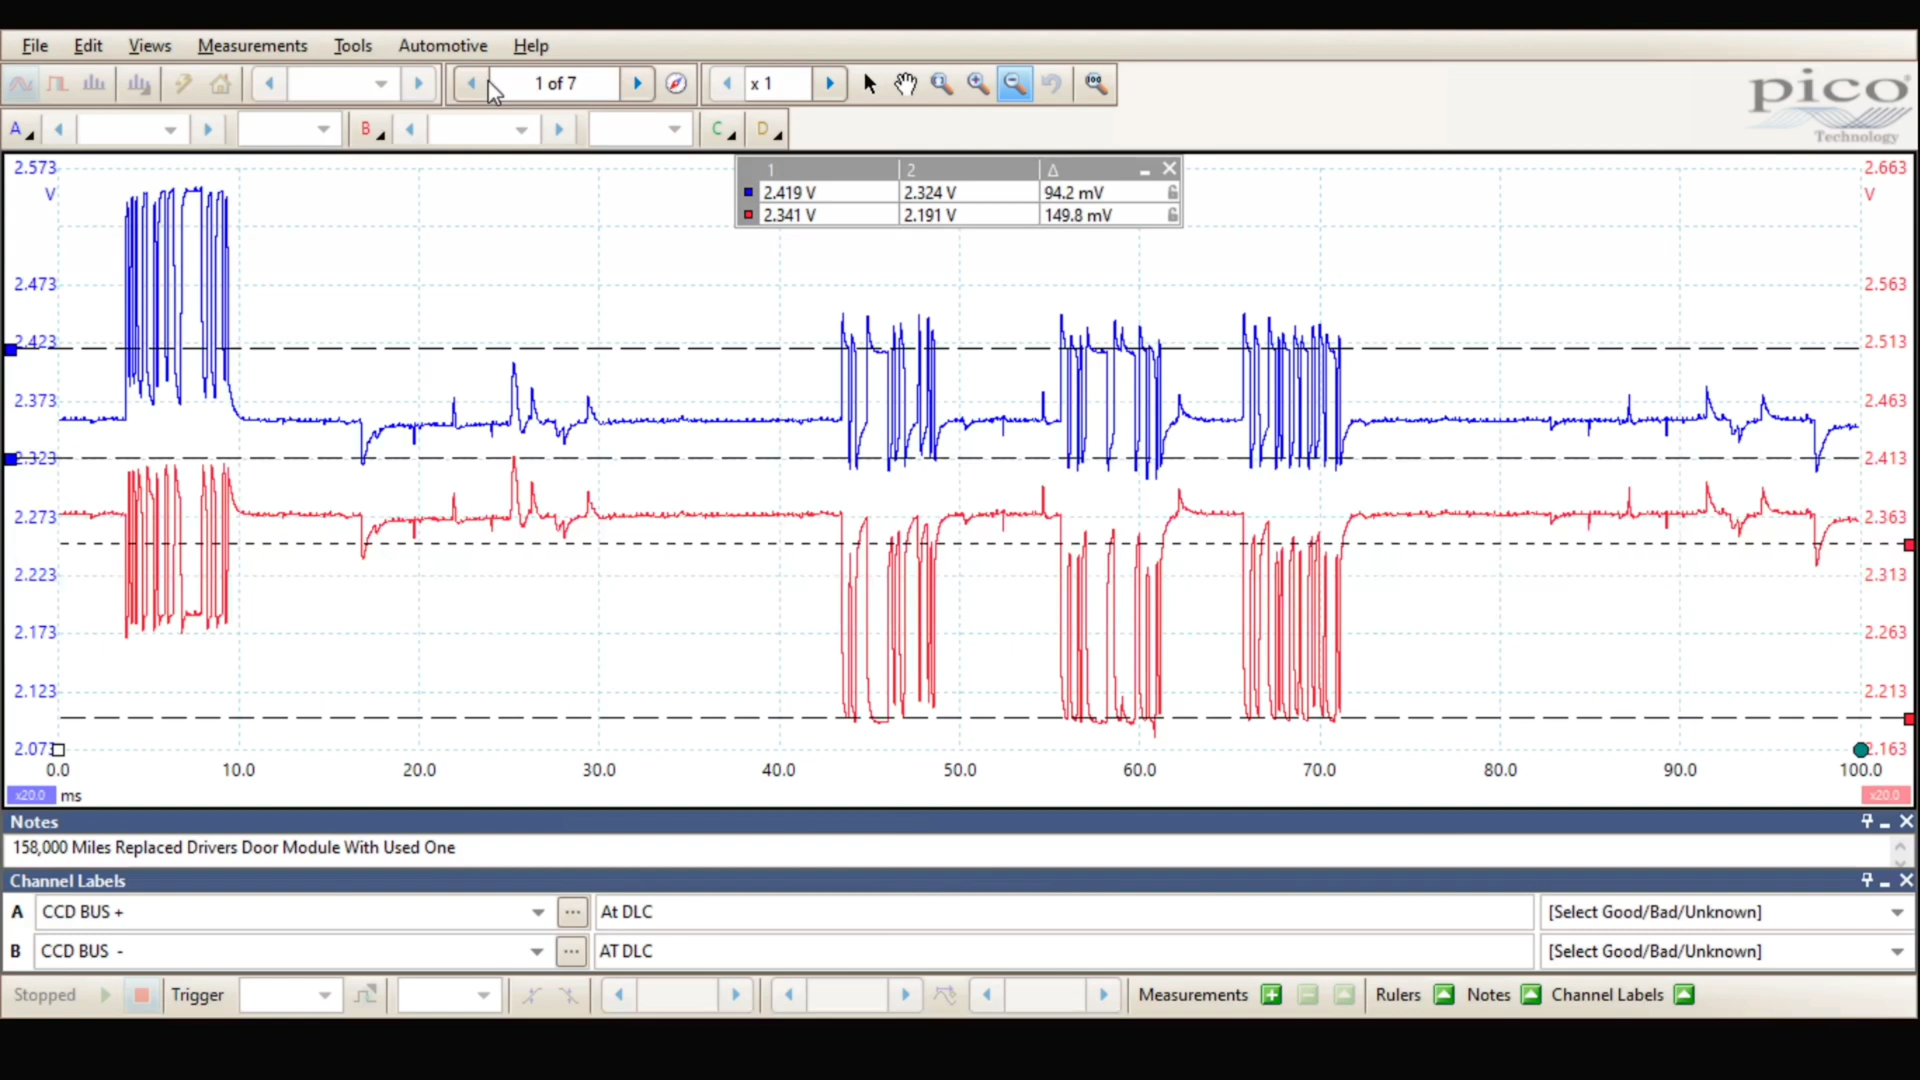 File Edit Views Measurements Tools Automotive Help
1 of 7 x 1
pico
Technology
A B C D
1 2 Δ
2.419 V 2.324 V 94.2 mV
2.341 V 2.191 V 149.8 mV
2.573
V
2.473
2.423
2.373
2.323
2.273
2.223
2.173
2.123
2.073
2.663
V
2.563
2.513
2.463
2.413
2.363
2.313
2.263
2.213
2.163
0.0 10.0 20.0 30.0 40.0 50.0 60.0 70.0 80.0 90.0 100.0
x20.0 ms x20.0
Notes
158,000 Miles Replaced Drivers Door Module With Used One
Channel Labels
A CCD BUS + ... At DLC [Select Good/Bad/Unknown]
B CCD BUS - ... AT DLC [Select Good/Bad/Unknown]
Stopped Trigger Measurements Rulers Notes Channel Labels